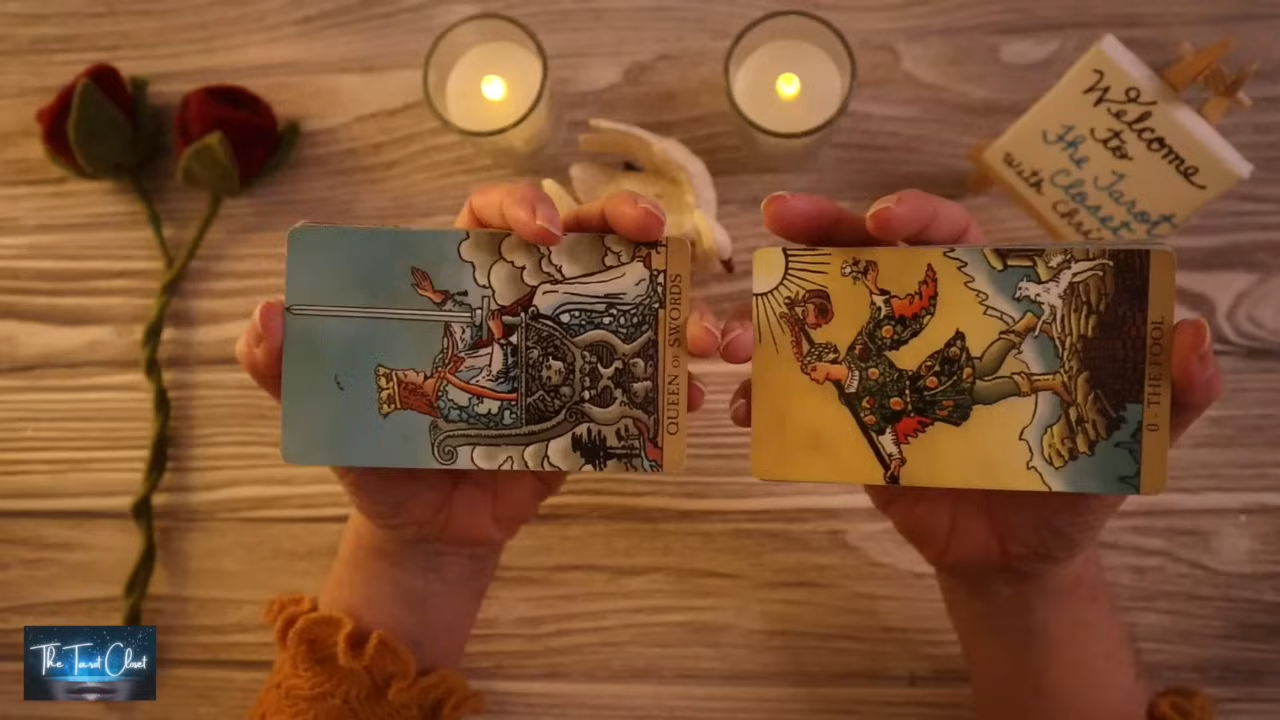 Welcome
to
The Tarot
Closet
with
QUEEN OF SWORDS
0 - THE FOOL
The Tarot Closet